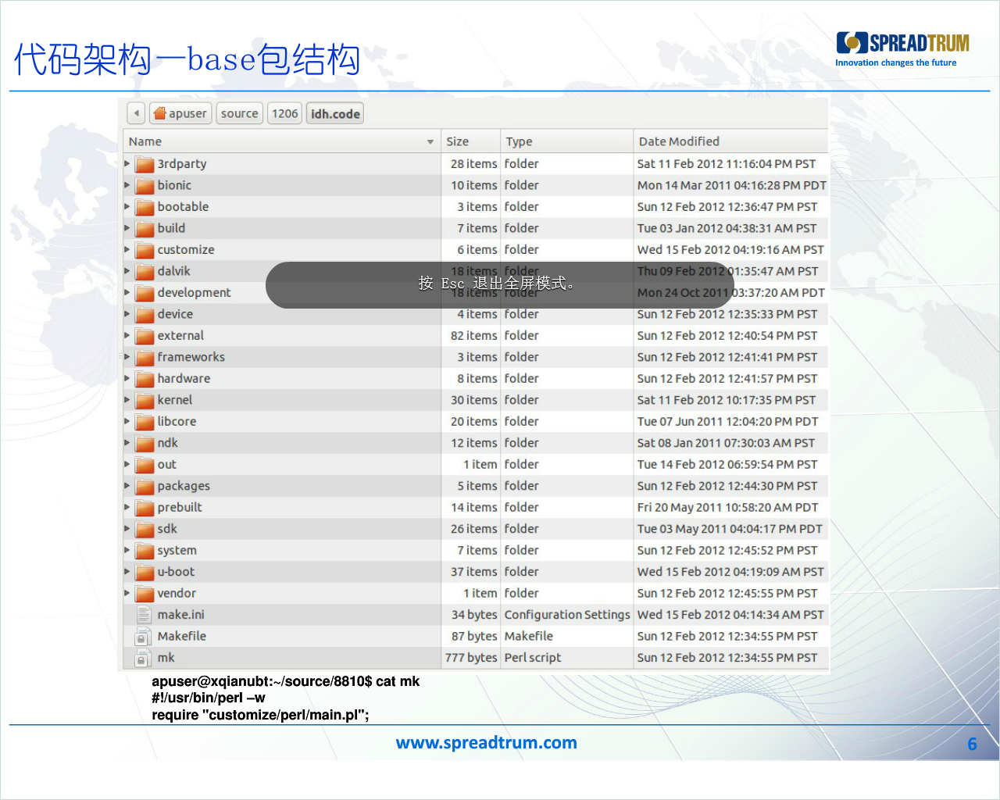 代码架构—base包结构
SPREADTRUM
Innovation changes the future
apuser source 1206 idh.code
Name Size Type Date Modified
3rdparty 28 items folder Sat 11 Feb 2012 11:16:04 PM PST
bionic 10 items folder Mon 14 Mar 2011 04:16:28 PM PDT
bootable 3 items folder Sun 12 Feb 2012 12:36:47 PM PST
build 7 items folder Tue 03 Jan 2012 04:38:31 AM PST
customize 6 items folder Wed 15 Feb 2012 04:19:16 AM PST
dalvik 18 items folder Thu 09 Feb 2012 01:35:47 AM PST
按 Esc 退出全屏模式。
development 18 items folder Mon 24 Oct 2011 03:37:20 AM PDT
device 4 items folder Sun 12 Feb 2012 12:35:33 PM PST
external 82 items folder Sun 12 Feb 2012 12:40:54 PM PST
frameworks 3 items folder Sun 12 Feb 2012 12:41:41 PM PST
hardware 8 items folder Sun 12 Feb 2012 12:41:57 PM PST
kernel 30 items folder Sat 11 Feb 2012 10:17:35 PM PST
libcore 20 items folder Tue 07 Jun 2011 12:04:20 PM PDT
ndk 12 items folder Sat 08 Jan 2011 07:30:03 AM PST
out 1 item folder Tue 14 Feb 2012 06:59:54 PM PST
packages 5 items folder Sun 12 Feb 2012 12:44:30 PM PST
prebuilt 14 items folder Fri 20 May 2011 10:58:20 AM PDT
sdk 26 items folder Tue 03 May 2011 04:04:17 PM PDT
system 7 items folder Sun 12 Feb 2012 12:45:52 PM PST
u-boot 37 items folder Wed 15 Feb 2012 04:19:09 AM PST
vendor 1 item folder Sun 12 Feb 2012 12:45:55 PM PST
make.ini 34 bytes Configuration Settings Wed 15 Feb 2012 04:14:34 AM PST
Makefile 87 bytes Makefile Sun 12 Feb 2012 12:34:55 PM PST
mk 777 bytes Perl script Sun 12 Feb 2012 12:34:55 PM PST
apuser@xqianubt:~/source/8810$ cat mk
#!/usr/bin/perl –w
require "customize/perl/main.pl";
www.spreadtrum.com
6